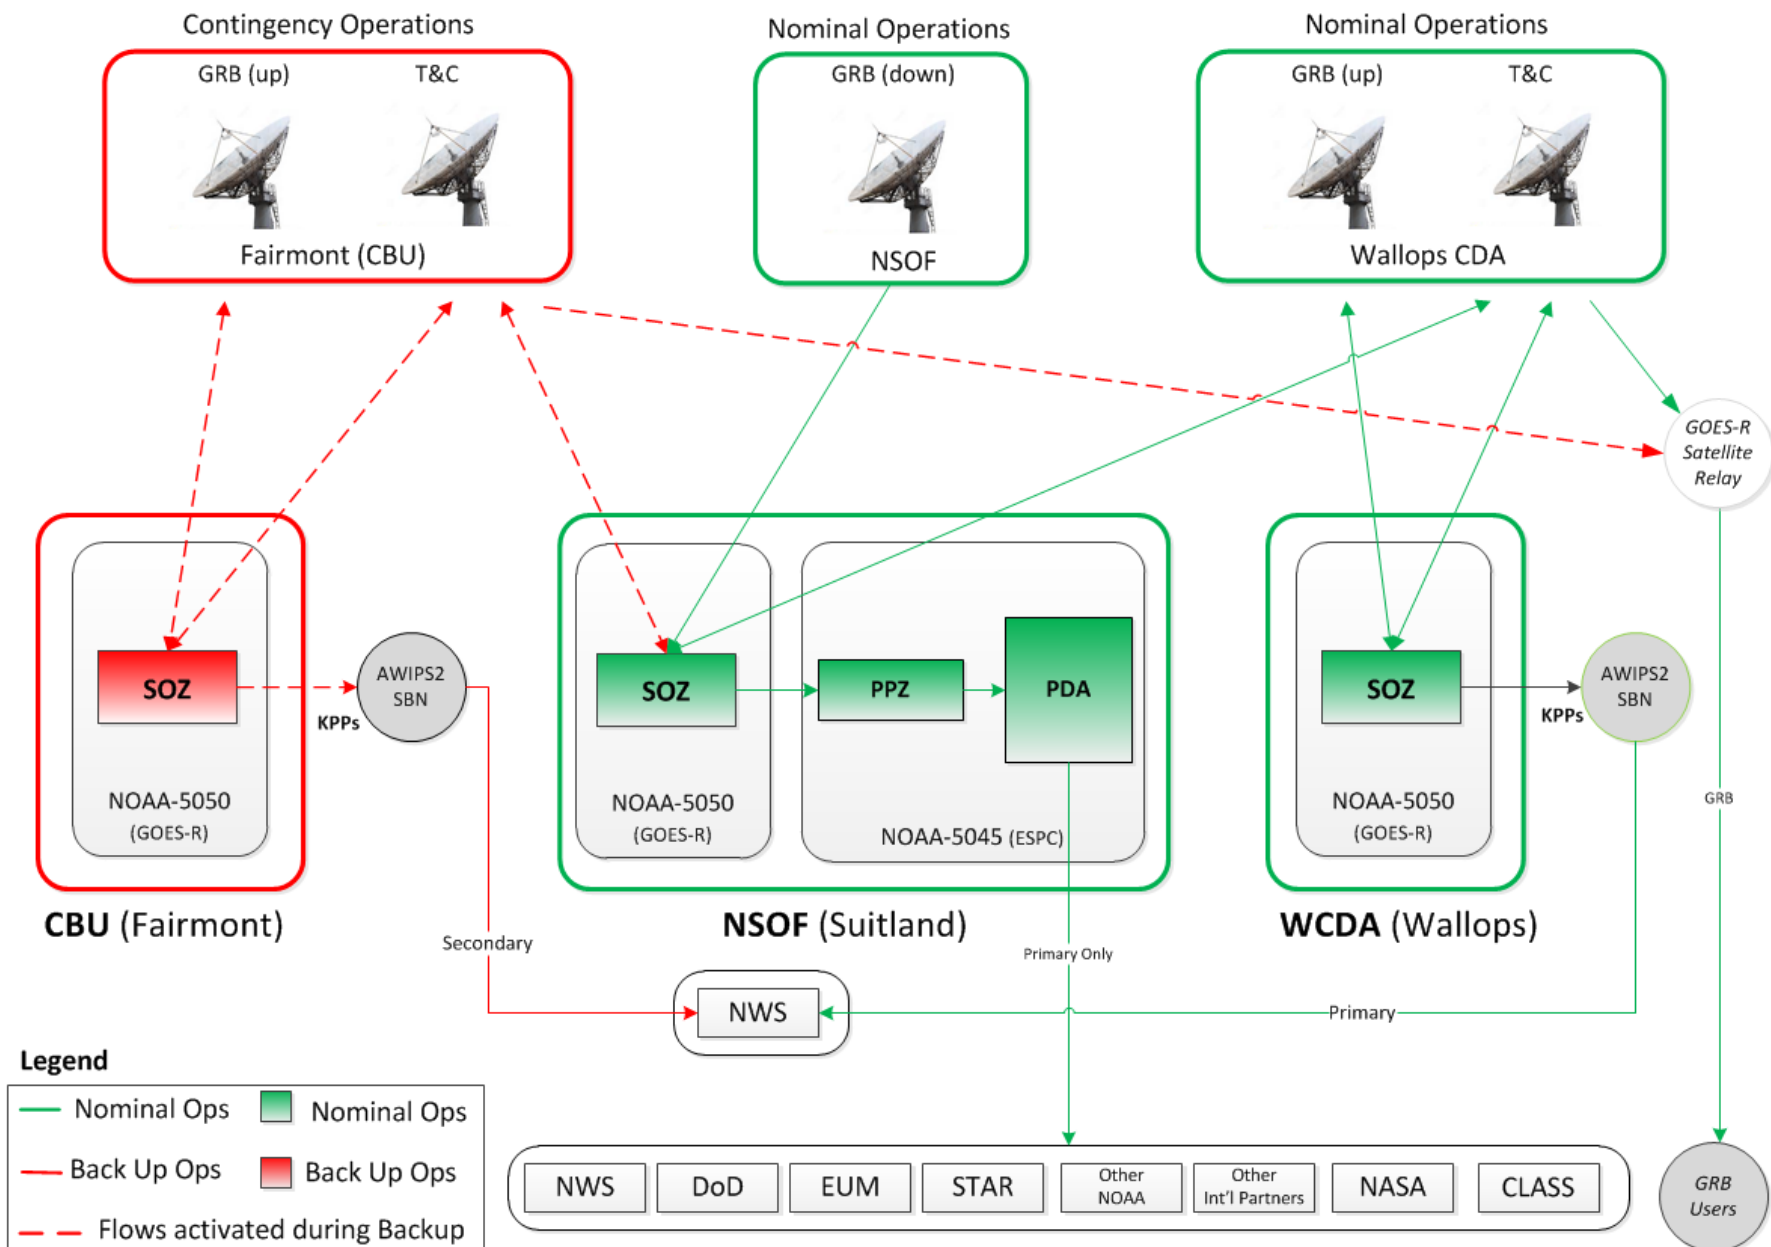 Contingency Operations
Nominal Operations
Nominal Operations
GRB (up)
T&C
GRB (down)
GRB (up)
T&C
Fairmont (CBU)
NSOF
Wallops CDA
GOES-R
Satellite
Relay
SOZ
KPPs
AWIPS2
SBN
NOAA-5050
(GOES-R)
SOZ
PPZ
PDA
NOAA-5050
(GOES-R)
NOAA-5045 (ESPC)
SOZ
KPPs
AWIPS2
SBN
NOAA-5050
(GOES-R)
GRB
CBU (Fairmont)
NSOF (Suitland)
WCDA (Wallops)
Secondary
Primary Only
NWS
Primary
Legend
Nominal Ops
Nominal Ops
Back Up Ops
Back Up Ops
Flows activated during Backup
NWS
DoD
EUM
STAR
Other
NOAA
Other
Int'l Partners
NASA
CLASS
GRB
Users